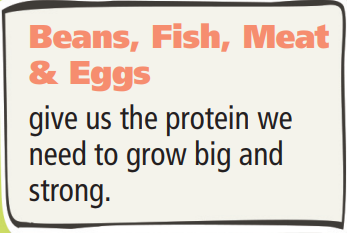 Beans, Fish, Meat
& Eggs
give us the protein we
need to grow big and
strong.